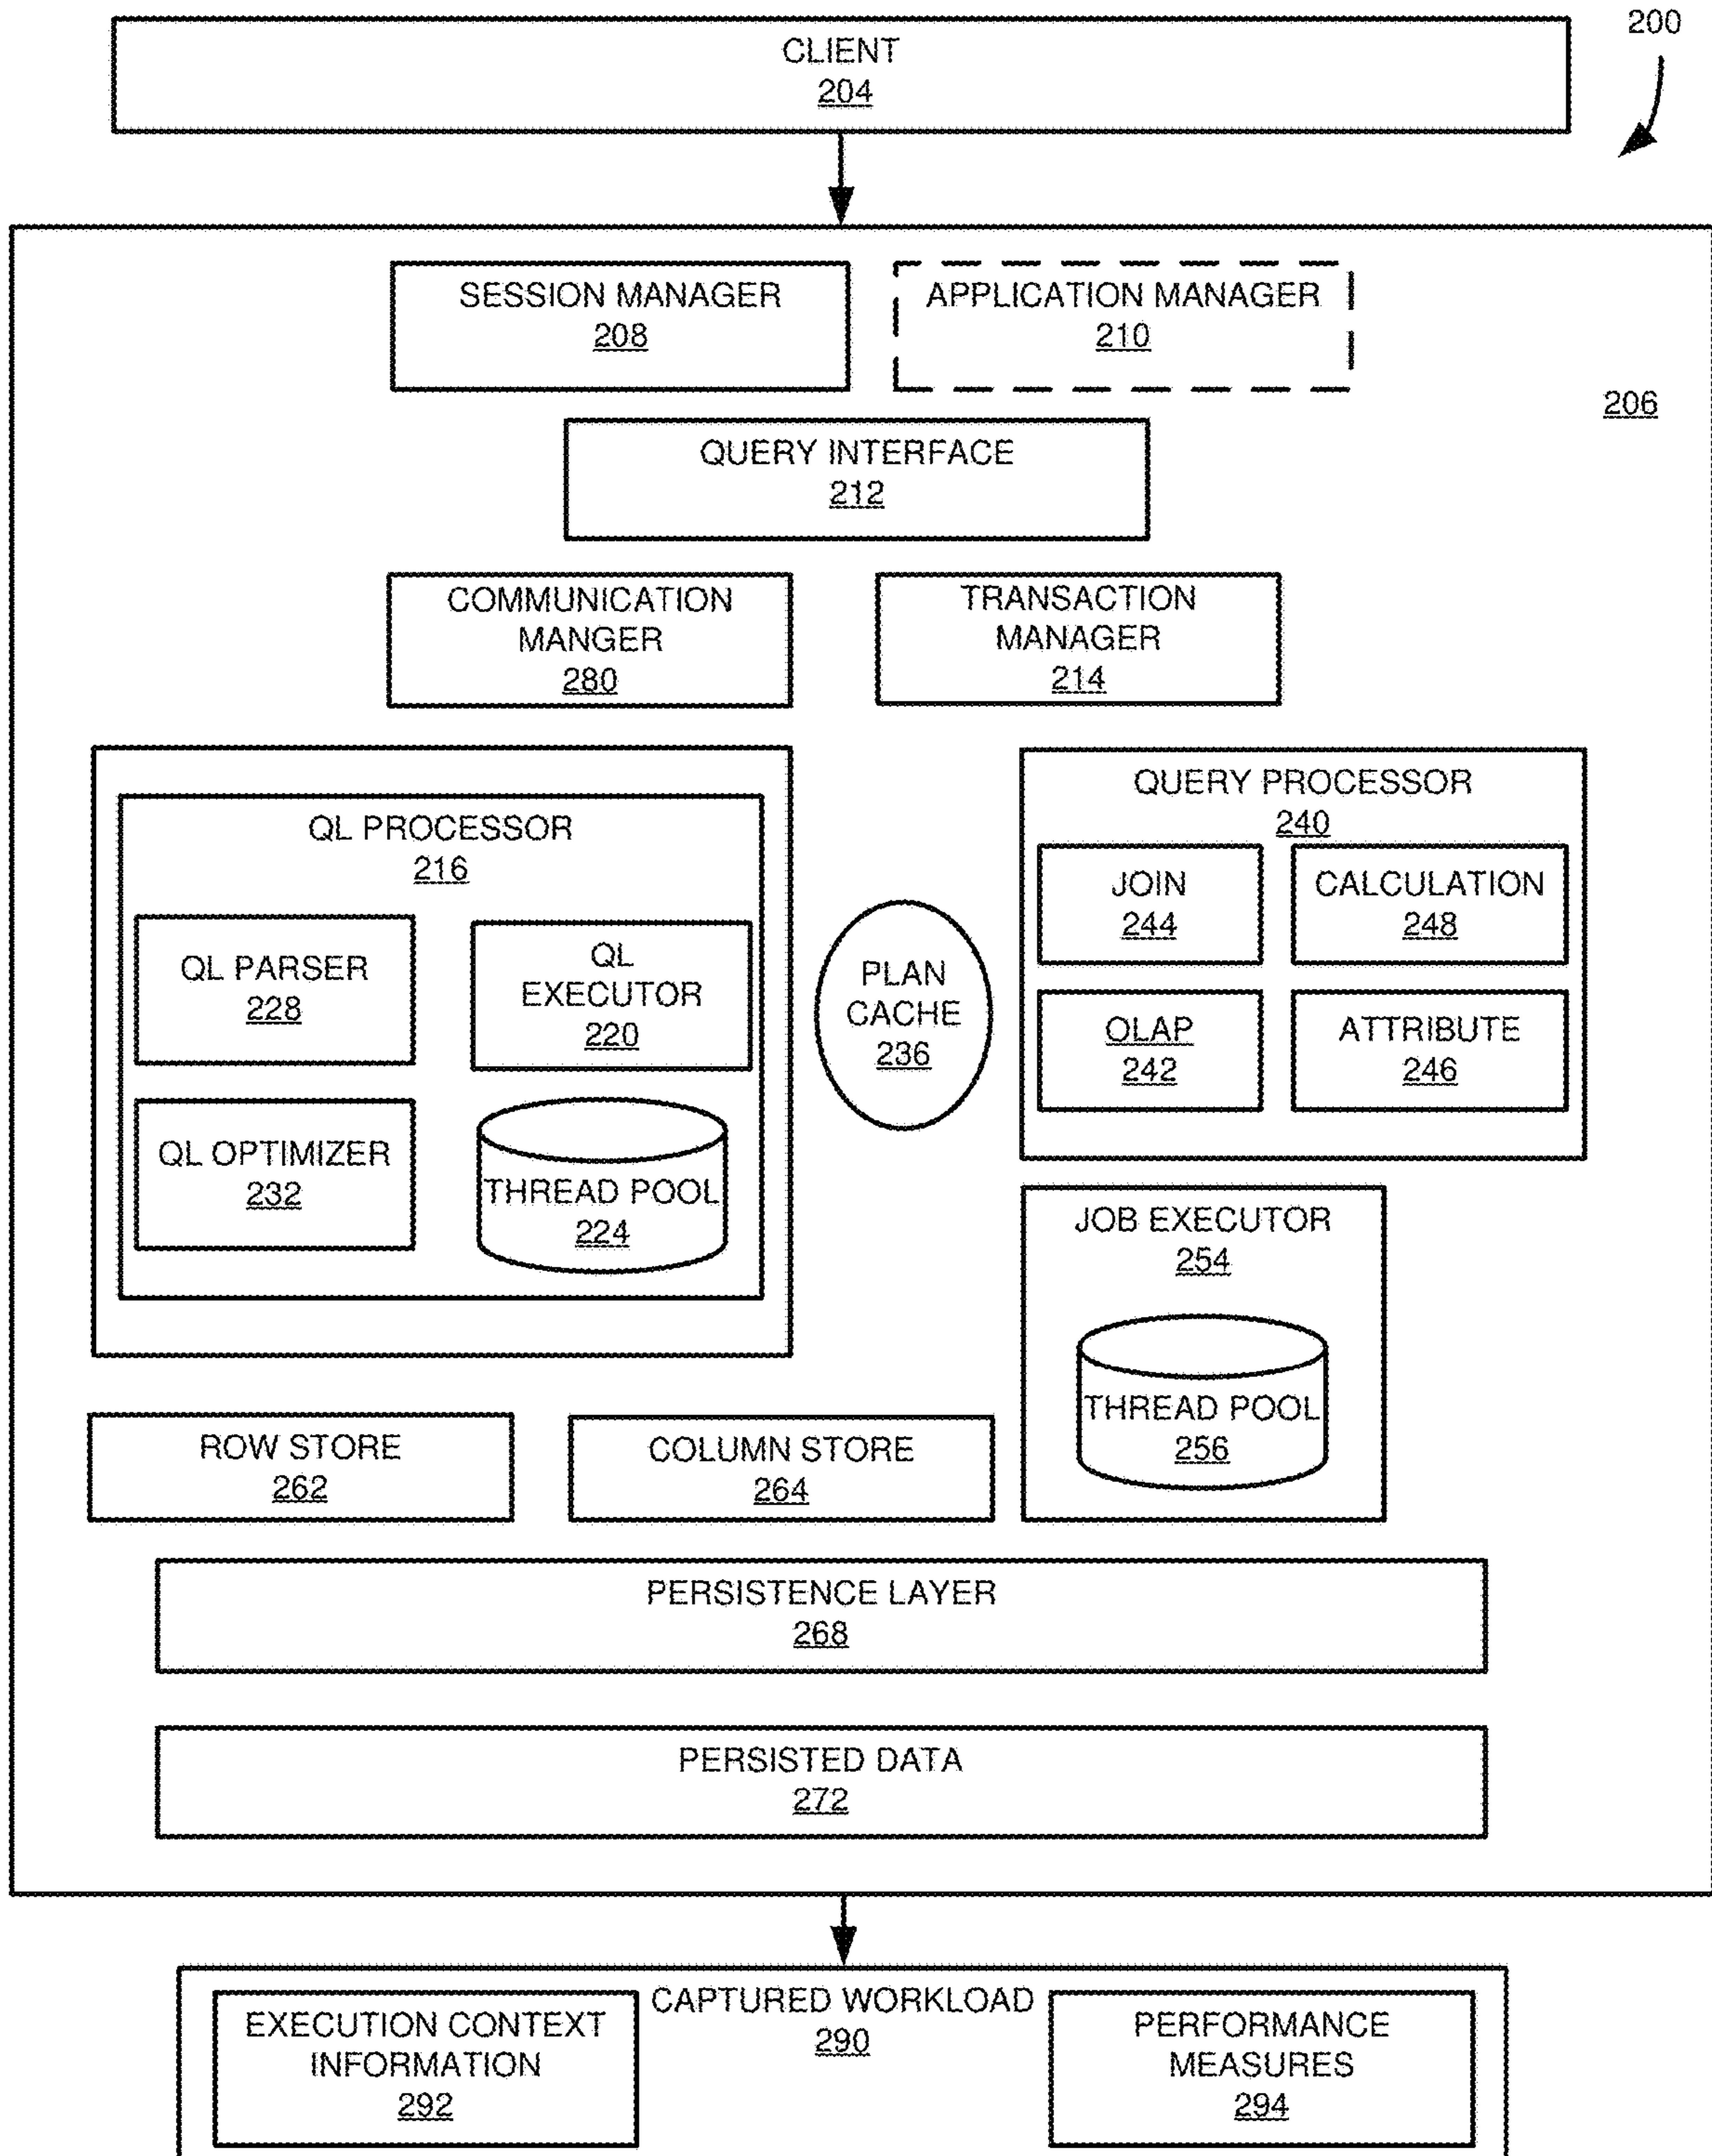 200
CLIENT
204
SESSION MANAGER
208
APPLICATION MANAGER
210
206
QUERY INTERFACE
212
COMMUNICATION
MANGER
280
TRANSACTION
MANAGER
214
QL PROCESSOR
216
QL PARSER
228
QL
EXECUTOR
220
QL OPTIMIZER
232
THREAD POOL
224
PLAN
CACHE
236
QUERY PROCESSOR
240
JOIN
244
CALCULATION
248
OLAP
242
ATTRIBUTE
246
JOB EXECUTOR
254
THREAD POOL
256
ROW STORE
262
COLUMN STORE
264
PERSISTENCE LAYER
268
PERSISTED DATA
272
CAPTURED WORKLOAD
290
EXECUTION CONTEXT
INFORMATION
292
PERFORMANCE
MEASURES
294